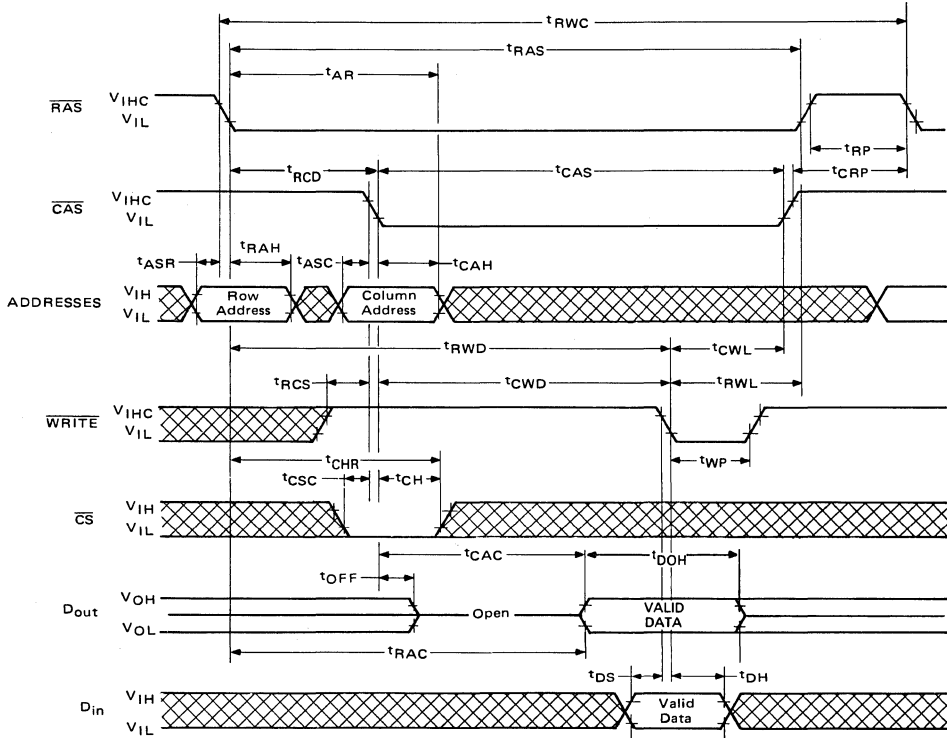 tRWC
tRAS
tAR
RAS VIHC
VIL
tRP
tRCD tCAS tCRP
CAS VIHC
VIL
tASR tRAH tASC tCAH
ADDRESSES VIH
VIL
Row
Address
Column
Address
tRWD tCWL
tRCS tCWD tRWL
WRITE VIHC
VIL
tCHR tWP
tCSC tCH
CS VIH
VIL
tCAC tDOH
tOFF
Dout VOH
VOL
Open
VALID
DATA
tRAC
tDS tDH
Din VIH
VIL
Valid
Data